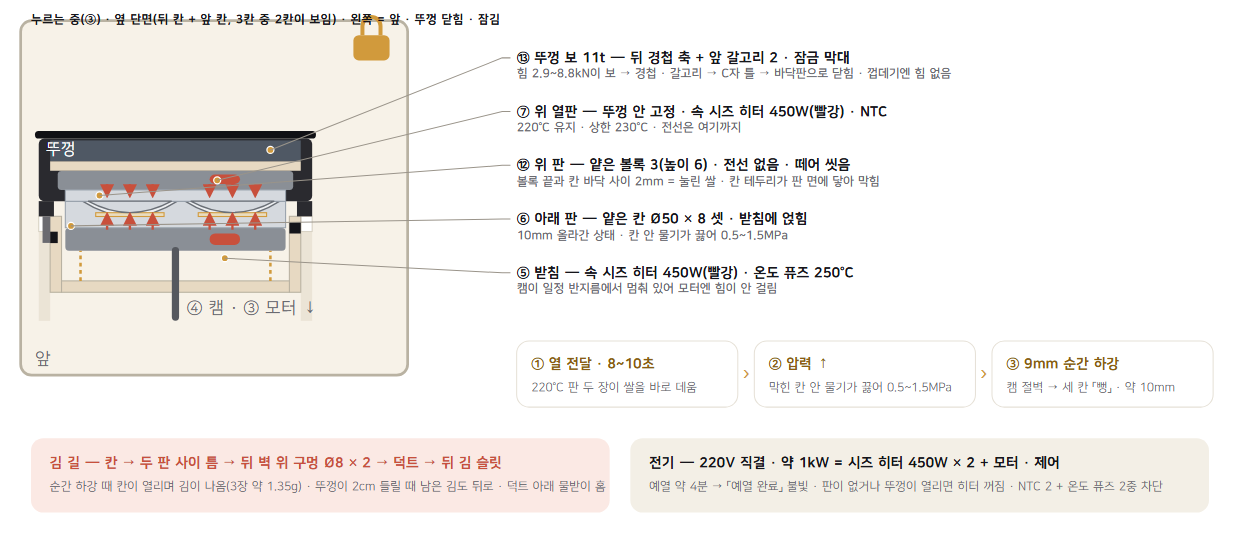 누르는 중(③) · 옆 단면(뒤 칸 + 앞 칸, 3칸 중 2칸이 보임) · 왼쪽 = 앞 · 뚜껑 닫힘 · 잠김
뚜껑
④ 캠 · ③ 모터 ↓
앞
⑬ 뚜껑 보 11t — 뒤 경첩 축 + 앞 갈고리 2 · 잠금 막대
힘 2.9~8.8kN이 보 → 경첩 · 갈고리 → C자 틀 → 바닥판으로 닫힘 · 껍데기엔 힘 없음
⑦ 위 열판 — 뚜껑 안 고정 · 속 시즈 히터 450W(빨강) · NTC
220℃ 유지 · 상한 230℃ · 전선은 여기까지
⑫ 위 판 — 얕은 볼록 3(높이 6) · 전선 없음 · 떼어 씻음
볼록 끝과 칸 바닥 사이 2mm = 눌린 쌀 · 칸 테두리가 판 면에 닿아 막힘
⑥ 아래 판 — 얕은 칸 Ø50 × 8 셋 · 받침에 얹힘
10mm 올라간 상태 · 칸 안 물기가 끓어 0.5~1.5MPa
⑤ 받침 — 속 시즈 히터 450W(빨강) · 온도 퓨즈 250℃
캠이 일정 반지름에서 멈춰 있어 모터엔 힘이 안 걸림
① 열 전달 · 8~10초
220℃ 판 두 장이 쌀을 바로 데움
›
② 압력 ↑
막힌 칸 안 물기가 끓어 0.5~1.5MPa
›
③ 9mm 순간 하강
캠 절벽 → 세 칸 「뻥」 · 약 10mm
김 길 — 칸 → 두 판 사이 틈 → 뒤 벽 위 구멍 Ø8 × 2 → 덕트 → 뒤 김 슬릿
순간 하강 때 칸이 열리며 김이 나옴(3장 약 1.35g) · 뚜껑이 2cm 들릴 때 남은 김도 뒤로 · 덕트 아래 물받이 홈
전기 — 220V 직결 · 약 1kW = 시즈 히터 450W × 2 + 모터 · 제어
예열 약 4분 → 「예열 완료」 불빛 · 판이 없거나 뚜껑이 열리면 히터 꺼짐 · NTC 2 + 온도 퓨즈 2중 차단